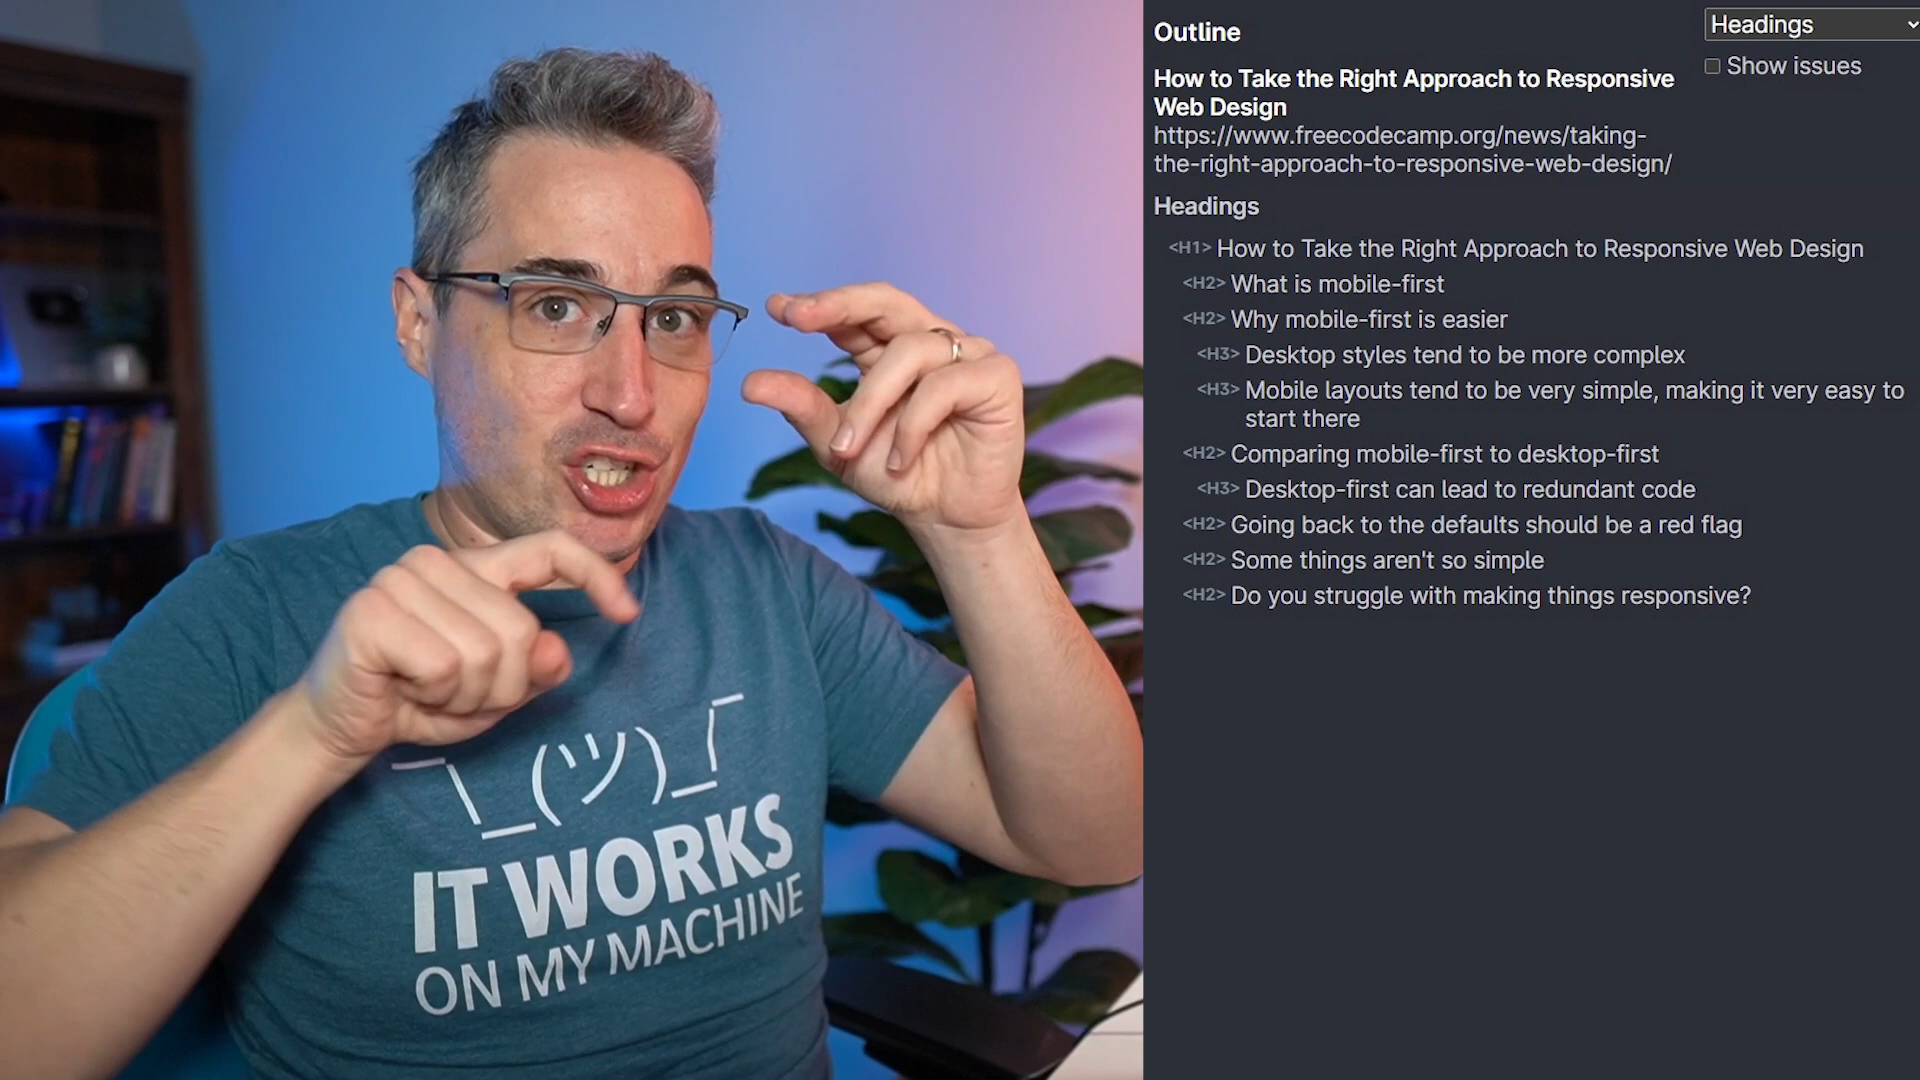 ¯\_(ツ)_/¯
IT WORKS
ON MY MACHINE
Outline
Headings
Show issues
How to Take the Right Approach to Responsive
Web Design
https://www.freecodecamp.org/news/taking-
the-right-approach-to-responsive-web-design/
Headings
<H1> How to Take the Right Approach to Responsive Web Design
<H2> What is mobile-first
<H2> Why mobile-first is easier
<H3> Desktop styles tend to be more complex
<H3> Mobile layouts tend to be very simple, making it very easy to
start there
<H2> Comparing mobile-first to desktop-first
<H3> Desktop-first can lead to redundant code
<H2> Going back to the defaults should be a red flag
<H2> Some things aren't so simple
<H2> Do you struggle with making things responsive?